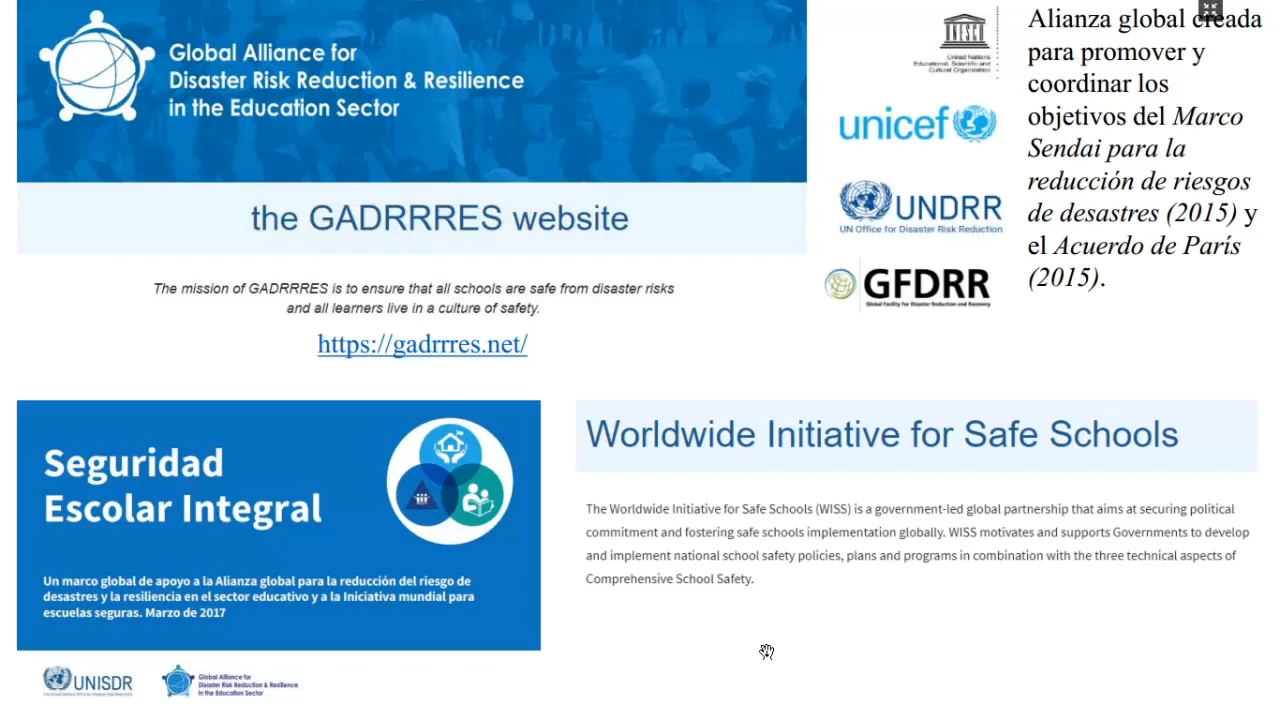 Global Alliance for
Disaster Risk Reduction & Resilience
in the Education Sector
the GADRRRES website
The mission of GADRRRES is to ensure that all schools are safe from disaster risks
and all learners live in a culture of safety.
https://gadrrres.net/
UNESCO
United Nations
Educational, Scientific and
Cultural Organization
unicef
UNDRR
UN Office for Disaster Risk Reduction
GFDRR
Global Facility for Disaster Reduction and Recovery
Alianza global creada
para promover y
coordinar los
objetivos del Marco
Sendai para la
reducción de riesgos
de desastres (2015) y
el Acuerdo de París
(2015).
Seguridad
Escolar Integral
Un marco global de apoyo a la Alianza global para la reducción del riesgo de
desastres y la resiliencia en el sector educativo y a la Iniciativa mundial para
escuelas seguras. Marzo de 2017
UNISDR
Global Alliance for
Disaster Risk Reduction & Resilience
in the Education Sector
Worldwide Initiative for Safe Schools
The Worldwide Initiative for Safe Schools (WISS) is a government-led global partnership that aims at securing political
commitment and fostering safe schools implementation globally. WISS motivates and supports Governments to develop
and implement national school safety policies, plans and programs in combination with the three technical aspects of
Comprehensive School Safety.